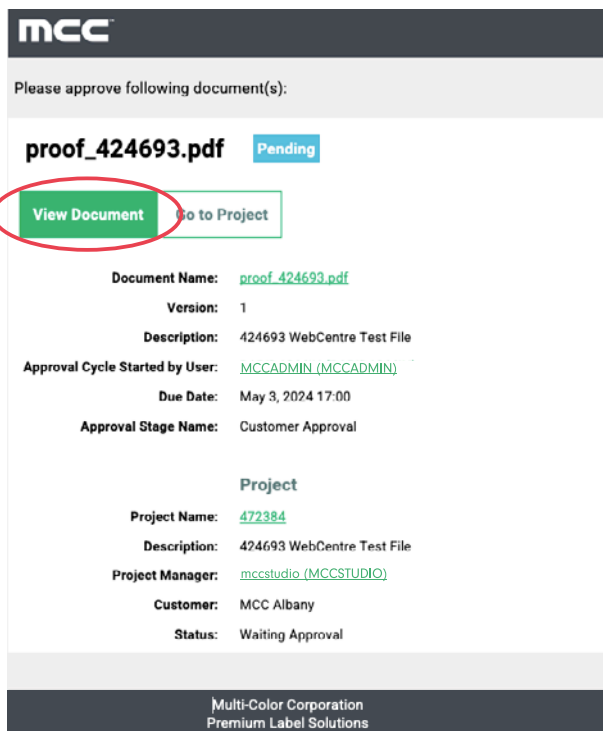 mcc
Please approve following document(s):
proof_424693.pdf Pending
View Document Go to Project
Document Name: proof_424693.pdf
Version: 1
Description: 424693 WebCentre Test File
Approval Cycle Started by User: MCCADMIN (MCCADMIN)
Due Date: May 3, 2024 17:00
Approval Stage Name: Customer Approval
Project
Project Name: 472384
Description: 424693 WebCentre Test File
Project Manager: mccstudio (MCCSTUDIO)
Customer: MCC Albany
Status: Waiting Approval
Multi-Color Corporation
Premium Label Solutions